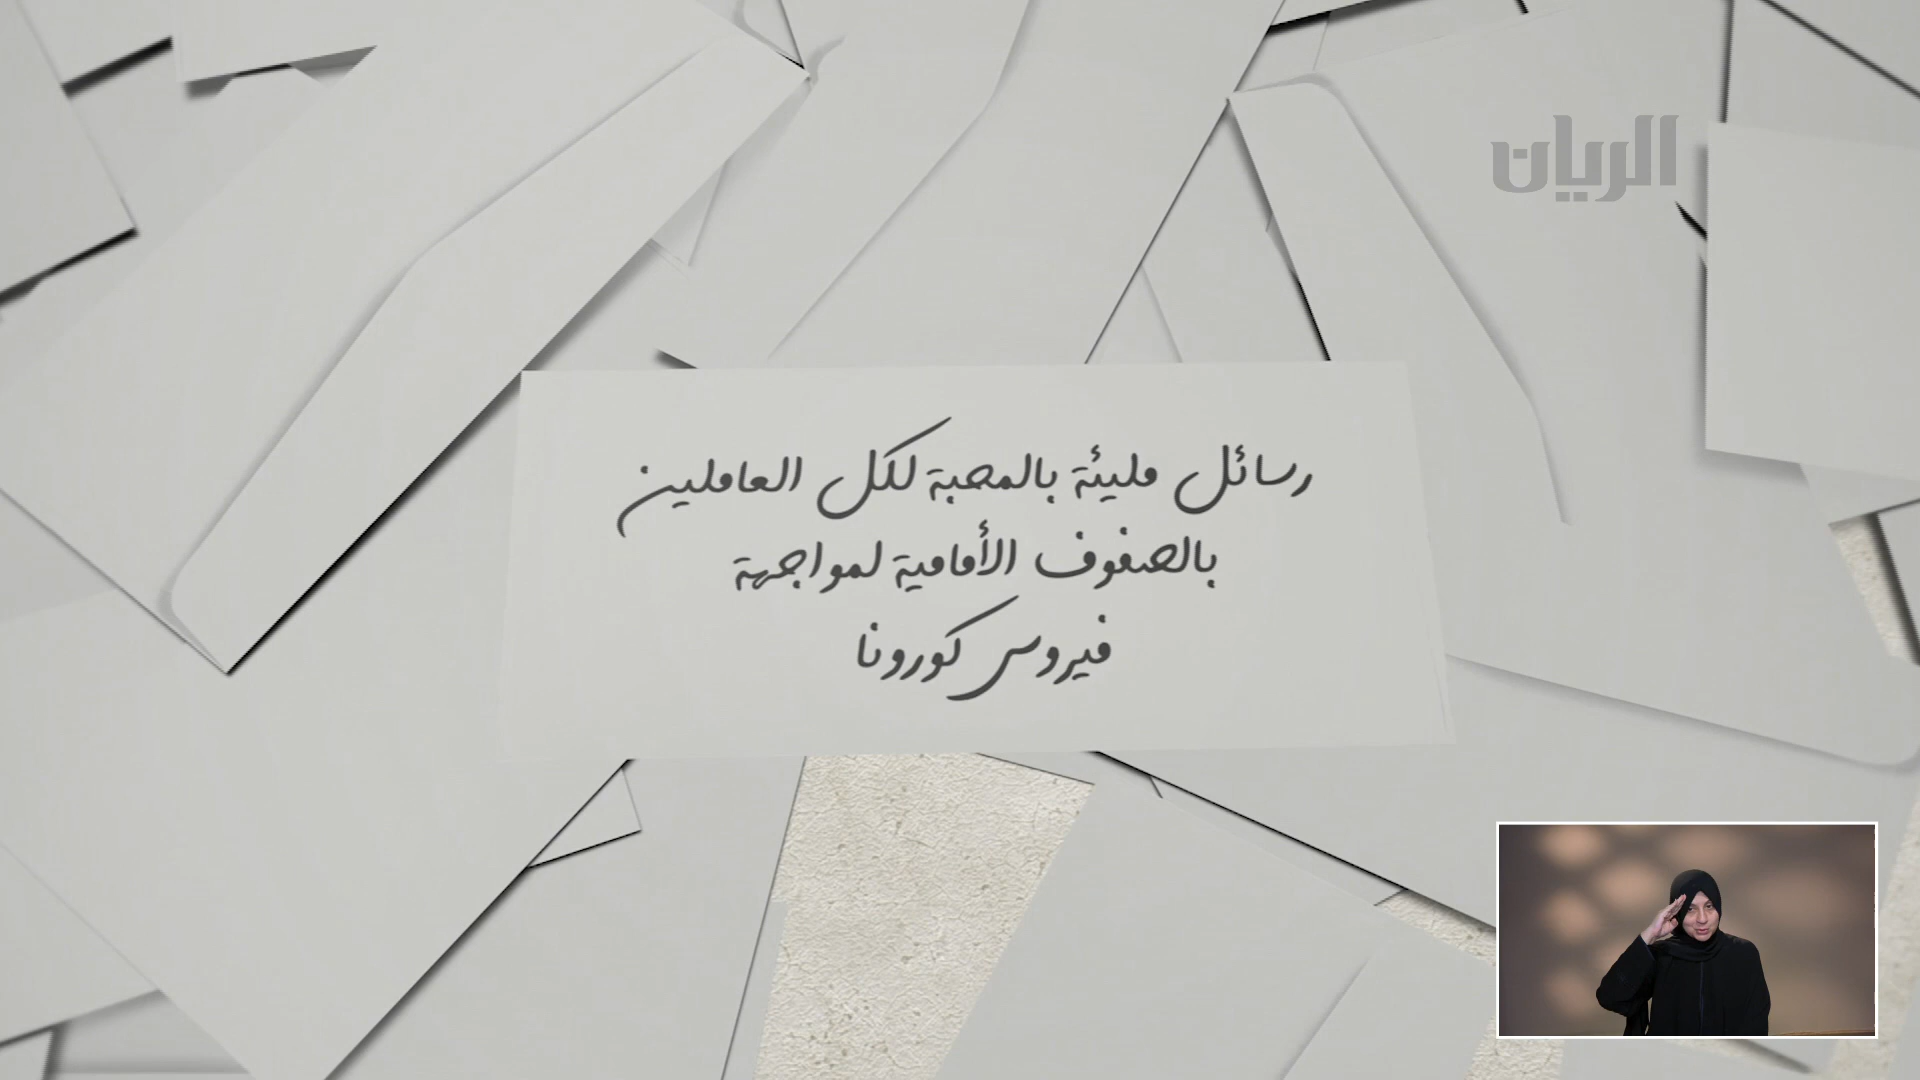 الريان
رسائل مليئة بالمحبة لكل العاملين
بالصفوف الأمامية لمواجهة
فيروس كورونا